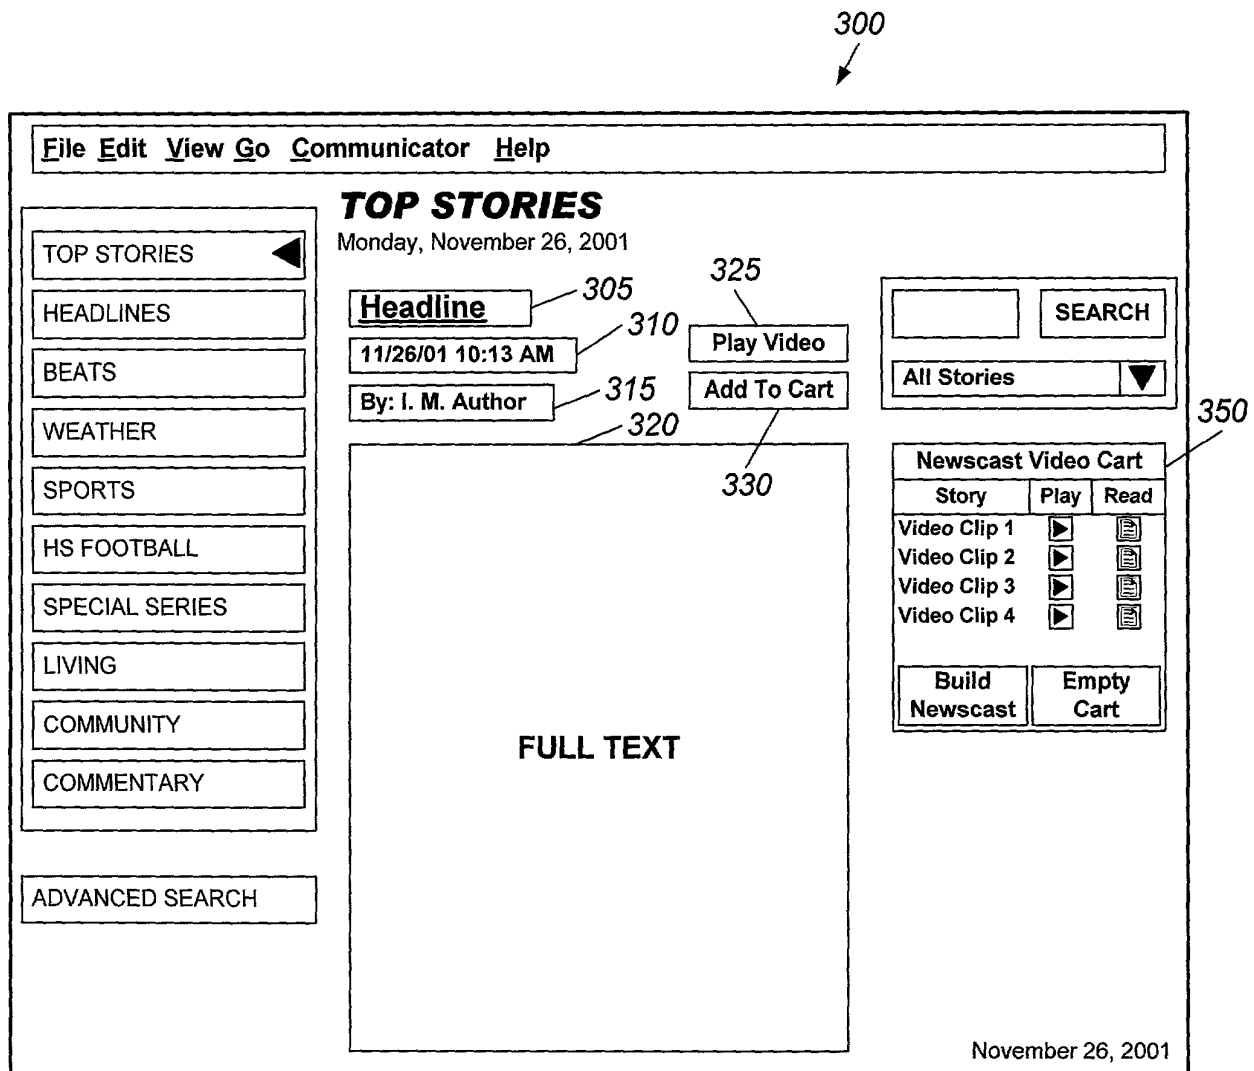 300
File Edit View Go Communicator Help
TOP STORIES
Monday, November 26, 2001
TOP STORIES
HEADLINES
BEATS
WEATHER
SPORTS
HS FOOTBALL
SPECIAL SERIES
LIVING
COMMUNITY
COMMENTARY
ADVANCED SEARCH
Headline
305
11/26/01 10:13 AM
310
By: I. M. Author
315
320
325
Play Video
Add To Cart
330
FULL TEXT
SEARCH
All Stories
350
Newscast Video Cart
Story Play Read
Video Clip 1
Video Clip 2
Video Clip 3
Video Clip 4
Build
Newscast
Empty
Cart
November 26, 2001